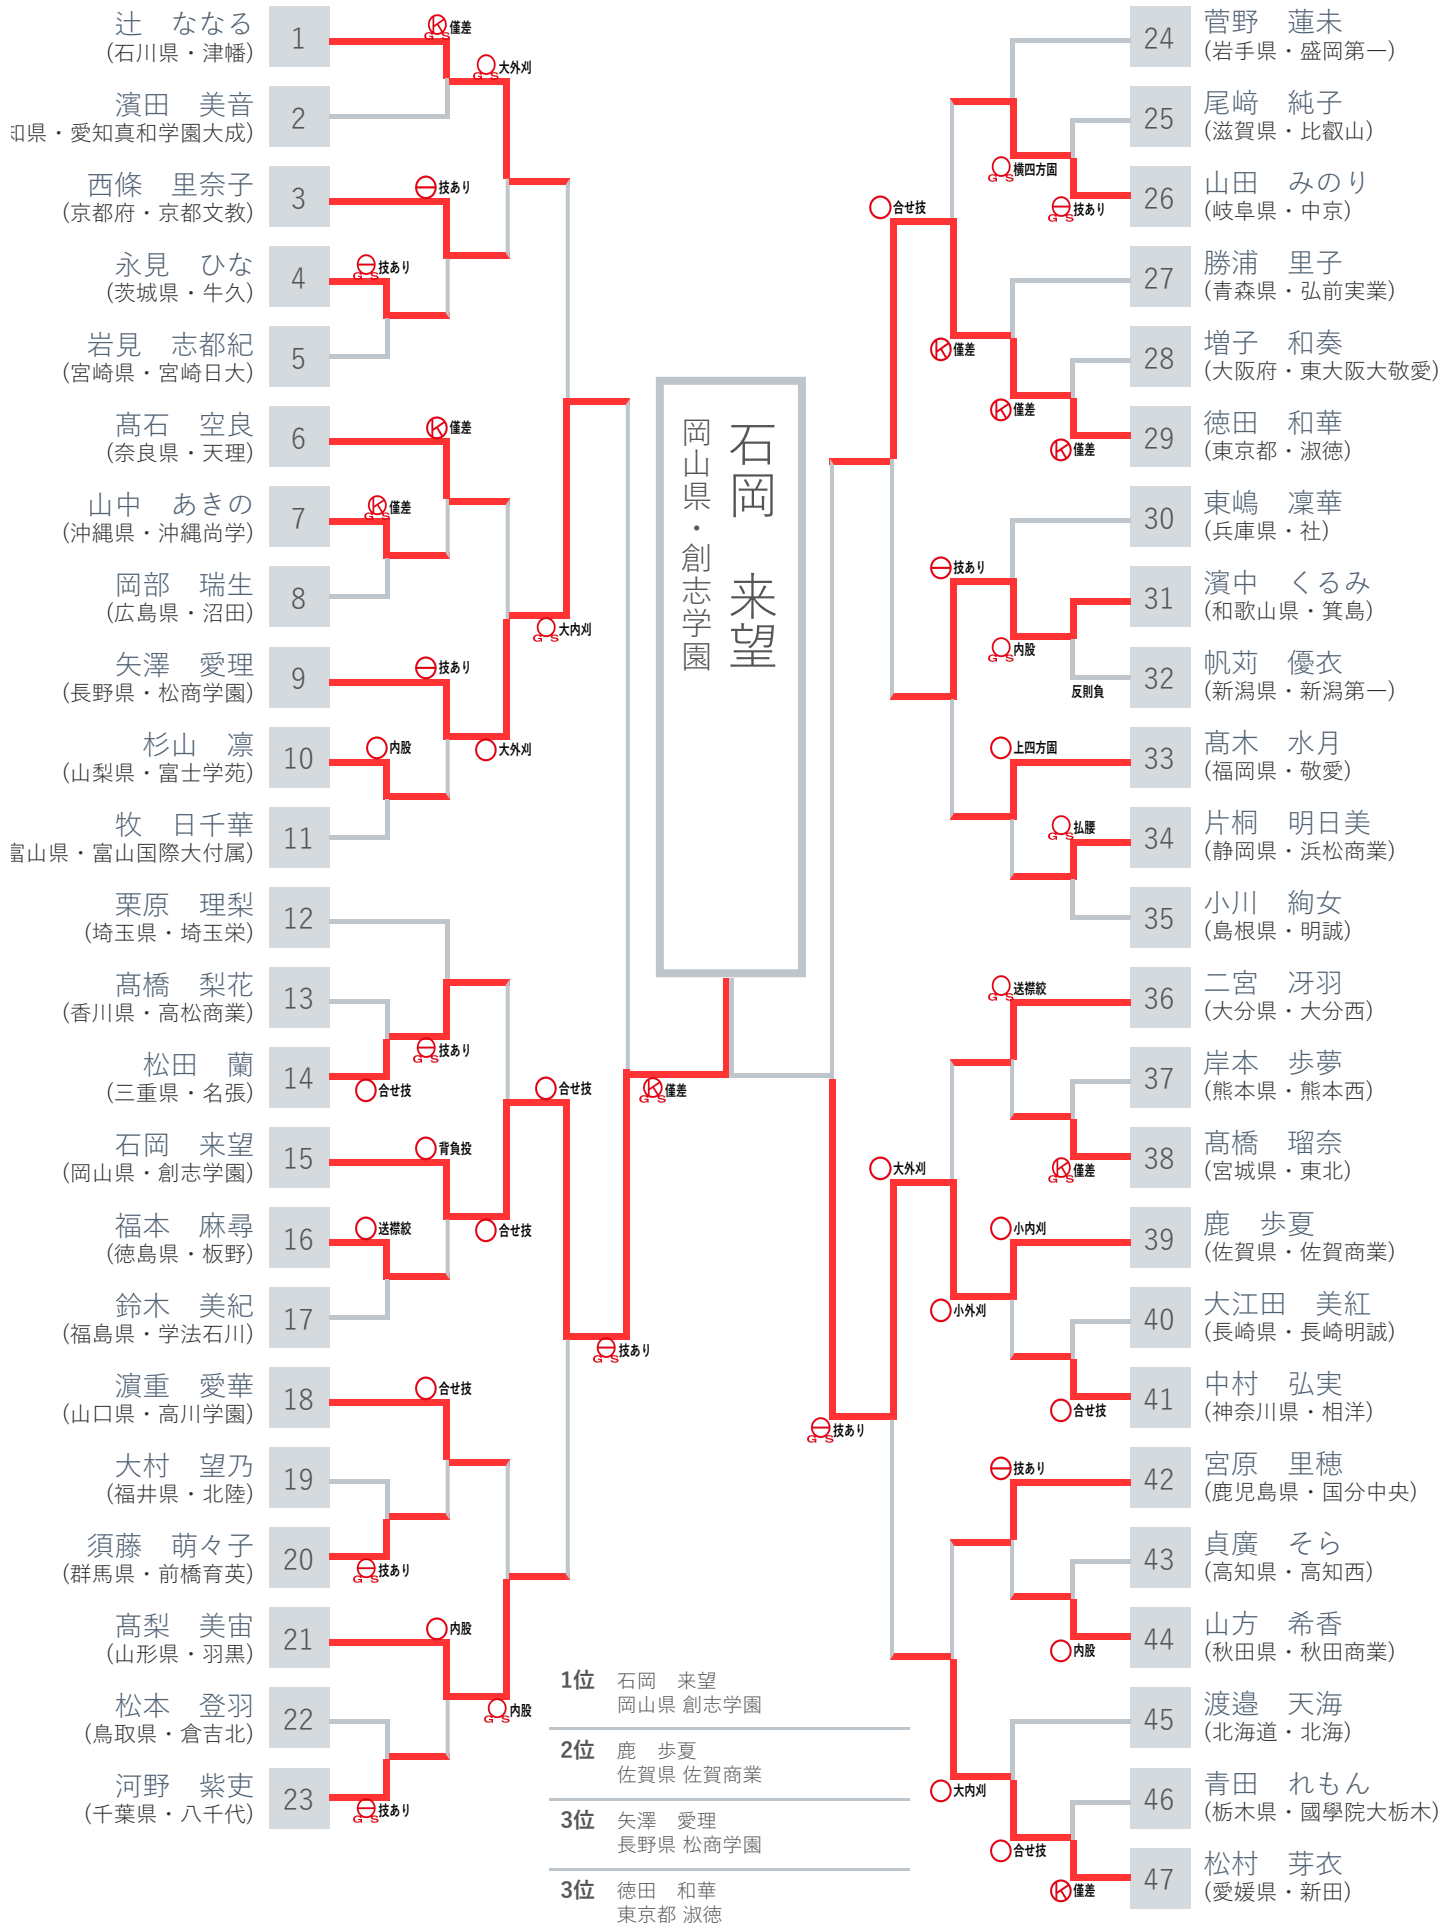 辻　ななる
(石川県・津幡)
1
濱田　美音
知県・愛知真和学園大成)
2
西條　里奈子
(京都府・京都文教)
3
永見　ひな
(茨城県・牛久)
4
岩見　志都紀
(宮崎県・宮崎日大)
5
髙石　空良
(奈良県・天理)
6
山中　あきの
(沖縄県・沖縄尚学)
7
岡部　瑞生
(広島県・沼田)
8
矢澤　愛理
(長野県・松商学園)
9
杉山　凛
(山梨県・富士学苑)
10
牧　日千華
富山県・富山国際大付属)
11
栗原　理梨
(埼玉県・埼玉栄)
12
髙橋　梨花
(香川県・高松商業)
13
松田　蘭
(三重県・名張)
14
石岡　来望
(岡山県・創志学園)
15
福本　麻尋
(徳島県・板野)
16
鈴木　美紀
(福島県・学法石川)
17
濵重　愛華
(山口県・高川学園)
18
大村　望乃
(福井県・北陸)
19
須藤　萌々子
(群馬県・前橋育英)
20
髙梨　美宙
(山形県・羽黒)
21
松本　登羽
(鳥取県・倉吉北)
22
河野　柴吏
(千葉県・八千代)
23
K GS 僅差
GS 大外刈
技あり
GS 技あり
K 僅差
K GS 僅差
GS 大内刈
技あり
大外刈
内股
GS 技あり
合せ技
合せ技
背負投
送襟絞
合せ技
K GS 僅差
GS 技あり
合せ技
GS 技あり
内股
GS 内股
GS 技あり
石岡　来望
岡山県・創志学園
1位 石岡　来望
岡山県 創志学園
2位 鹿　歩夏
佐賀県 佐賀商業
3位 矢澤　愛理
長野県 松商学園
3位 徳田　和華
東京都 淑徳
GS 横四方固
GS 技あり
合せ技
K 僅差
K 僅差
K 僅差
技あり
GS 内股
反則負
上四方固
GS 払腰
GS 送襟絞
K GS 僅差
大外刈
小内刈
小外刈
合せ技
GS 技あり
技あり
内股
大内刈
合せ技
K 僅差
24
菅野　蓮未
(岩手県・盛岡第一)
25
尾﨑　純子
(滋賀県・比叡山)
26
山田　みのり
(岐阜県・中京)
27
勝浦　里子
(青森県・弘前実業)
28
増子　和奏
(大阪府・東大阪大敬愛)
29
徳田　和華
(東京都・淑徳)
30
東嶋　凜華
(兵庫県・社)
31
濱中　くるみ
(和歌山県・箕島)
32
帆苅　優衣
(新潟県・新潟第一)
33
髙木　水月
(福岡県・敬愛)
34
片桐　明日美
(静岡県・浜松商業)
35
小川　絢女
(島根県・明誠)
36
二宮　冴羽
(大分県・大分西)
37
岸本　歩夢
(熊本県・熊本西)
38
髙橋　瑠奈
(宮城県・東北)
39
鹿　歩夏
(佐賀県・佐賀商業)
40
大江田　美紅
(長崎県・長崎明誠)
41
中村　弘実
(神奈川県・相洋)
42
宮原　里穂
(鹿児島県・国分中央)
43
貞廣　そら
(高知県・高知西)
44
山方　希香
(秋田県・秋田商業)
45
渡邉　天海
(北海道・北海)
46
青田　れもん
(栃木県・國學院大栃木)
47
松村　芽衣
(愛媛県・新田)